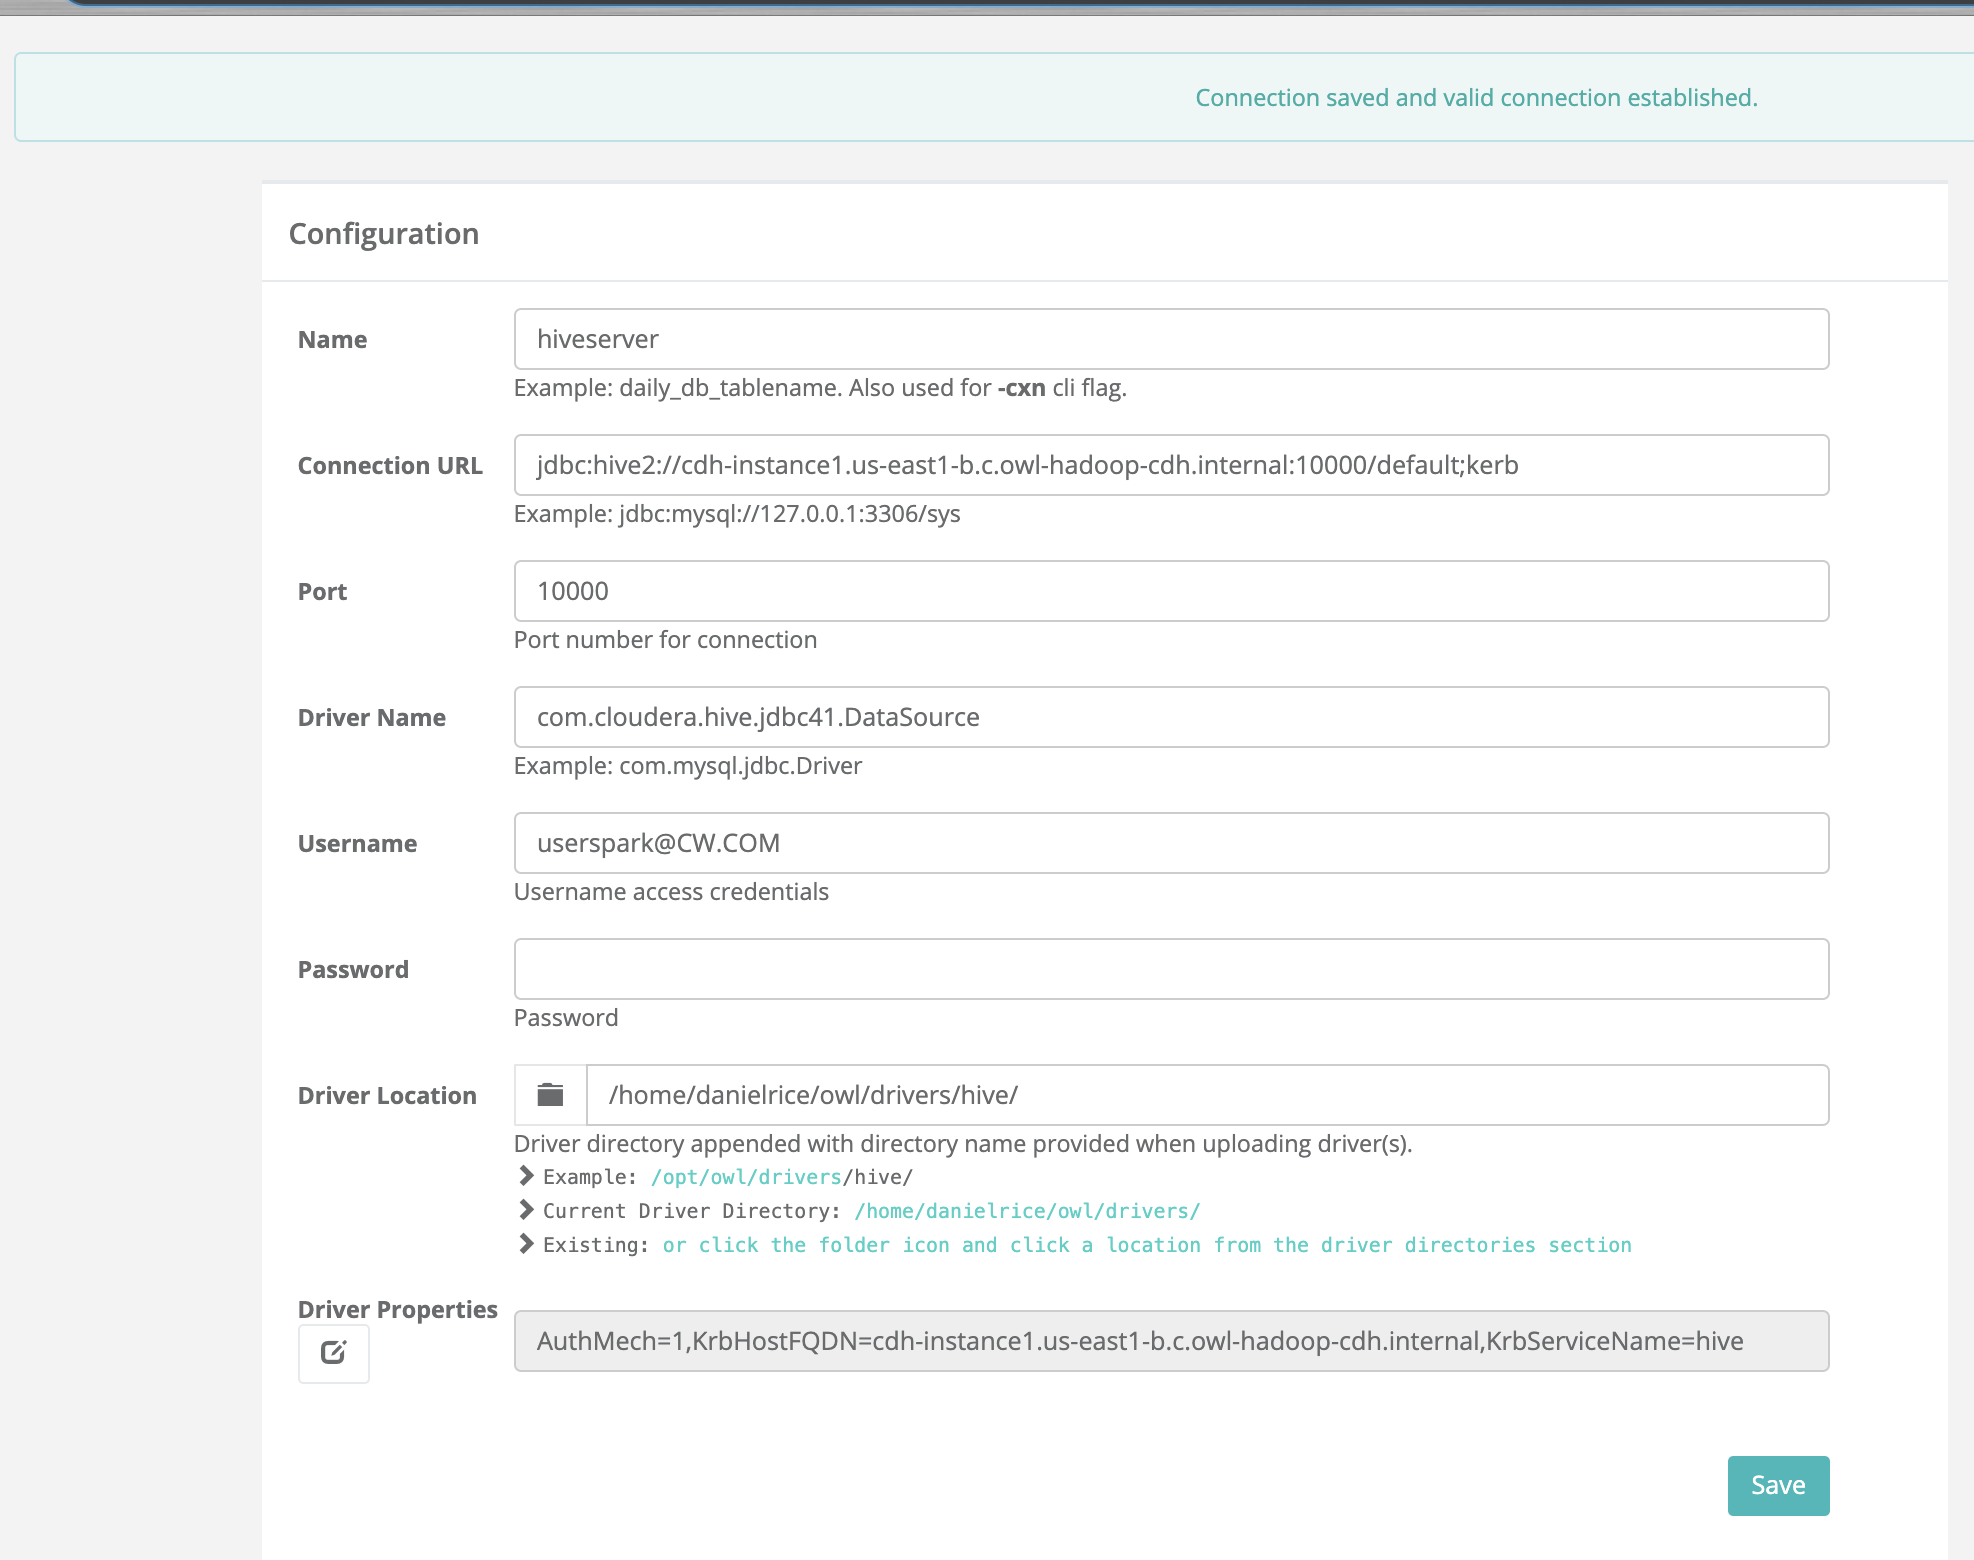 Connection saved and valid connection established.
Configuration
Name
hiveserver
Example: daily_db_tablename. Also used for -cxn cli flag.
Connection URL
jdbc:hive2://cdh-instance1.us-east1-b.c.owl-hadoop-cdh.internal:10000/default;kerb
Example: jdbc:mysql://127.0.0.1:3306/sys
Port
10000
Port number for connection
Driver Name
com.cloudera.hive.jdbc41.DataSource
Example: com.mysql.jdbc.Driver
Username
userspark@CW.COM
Username access credentials
Password
Password
Driver Location
/home/danielrice/owl/drivers/hive/
Driver directory appended with directory name provided when uploading driver(s).
Example: /opt/owl/drivers/hive/
Current Driver Directory: /home/danielrice/owl/drivers/
Existing: or click the folder icon and click a location from the driver directories section
Driver Properties
AuthMech=1,KrbHostFQDN=cdh-instance1.us-east1-b.c.owl-hadoop-cdh.internal,KrbServiceName=hive
Save